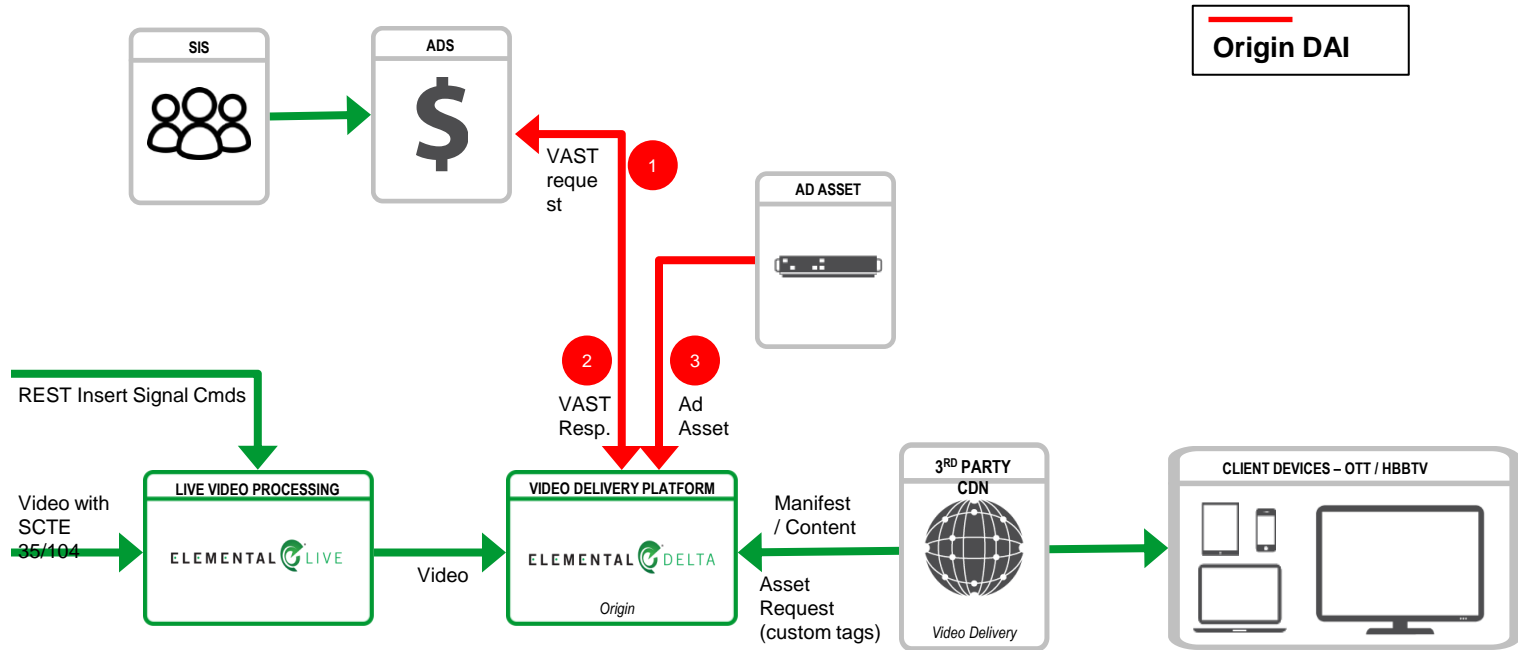 Origin DAI
SIS
ADS
$
VAST
reque
st
1
AD ASSET
2
3
VAST
Resp.
Ad
Asset
REST Insert Signal Cmds
LIVE VIDEO PROCESSING
VIDEO DELIVERY PLATFORM
3RD PARTY
CDN
CLIENT DEVICES – OTT / HBBTV
Video with
SCTE
35/104
ELEMENTAL LIVE
Video
ELEMENTAL DELTA
Origin
Manifest
/ Content
Asset
Request
(custom tags)
Video Delivery